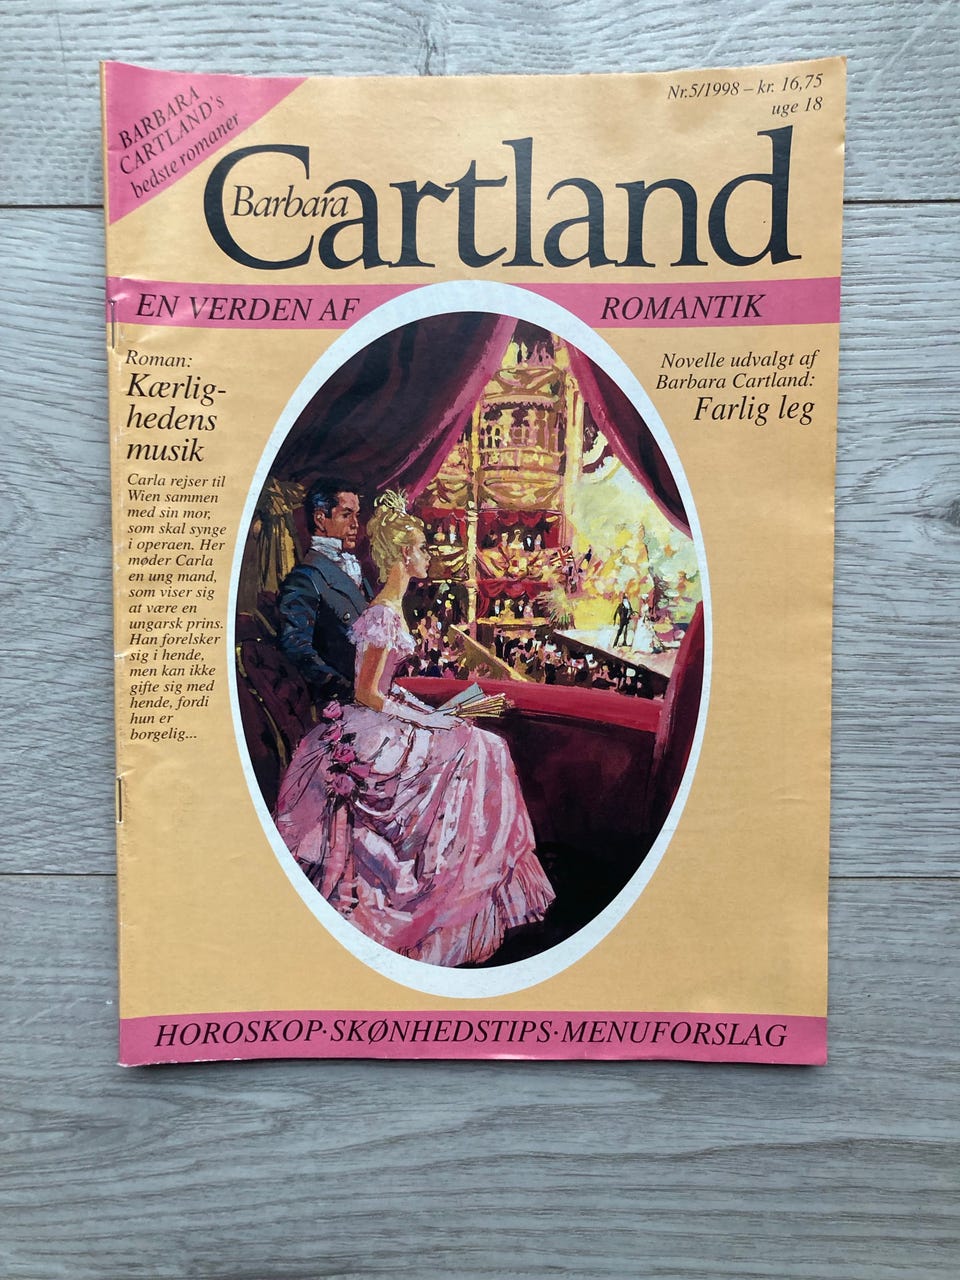 BARBARA
CARTLAND's
bedste romaner
Nr.5/1998 – kr. 16,75
uge 18
Barbara
Cartland
EN VERDEN AF ROMANTIK
Roman:
Kærlig-
hedens
musik
Carla rejser til
Wien sammen
med sin mor,
som skal synge
i operaen. Her
møder Carla
en ung mand,
som viser sig
at være en
ungarsk prins.
Han forelsker
sig i hende,
men kan ikke
gifte sig med
hende, fordi
hun er
borgelig...
Novelle udvalgt af
Barbara Cartland:
Farlig leg
HOROSKOP·SKØNHEDSTIPS·MENUFORSLAG